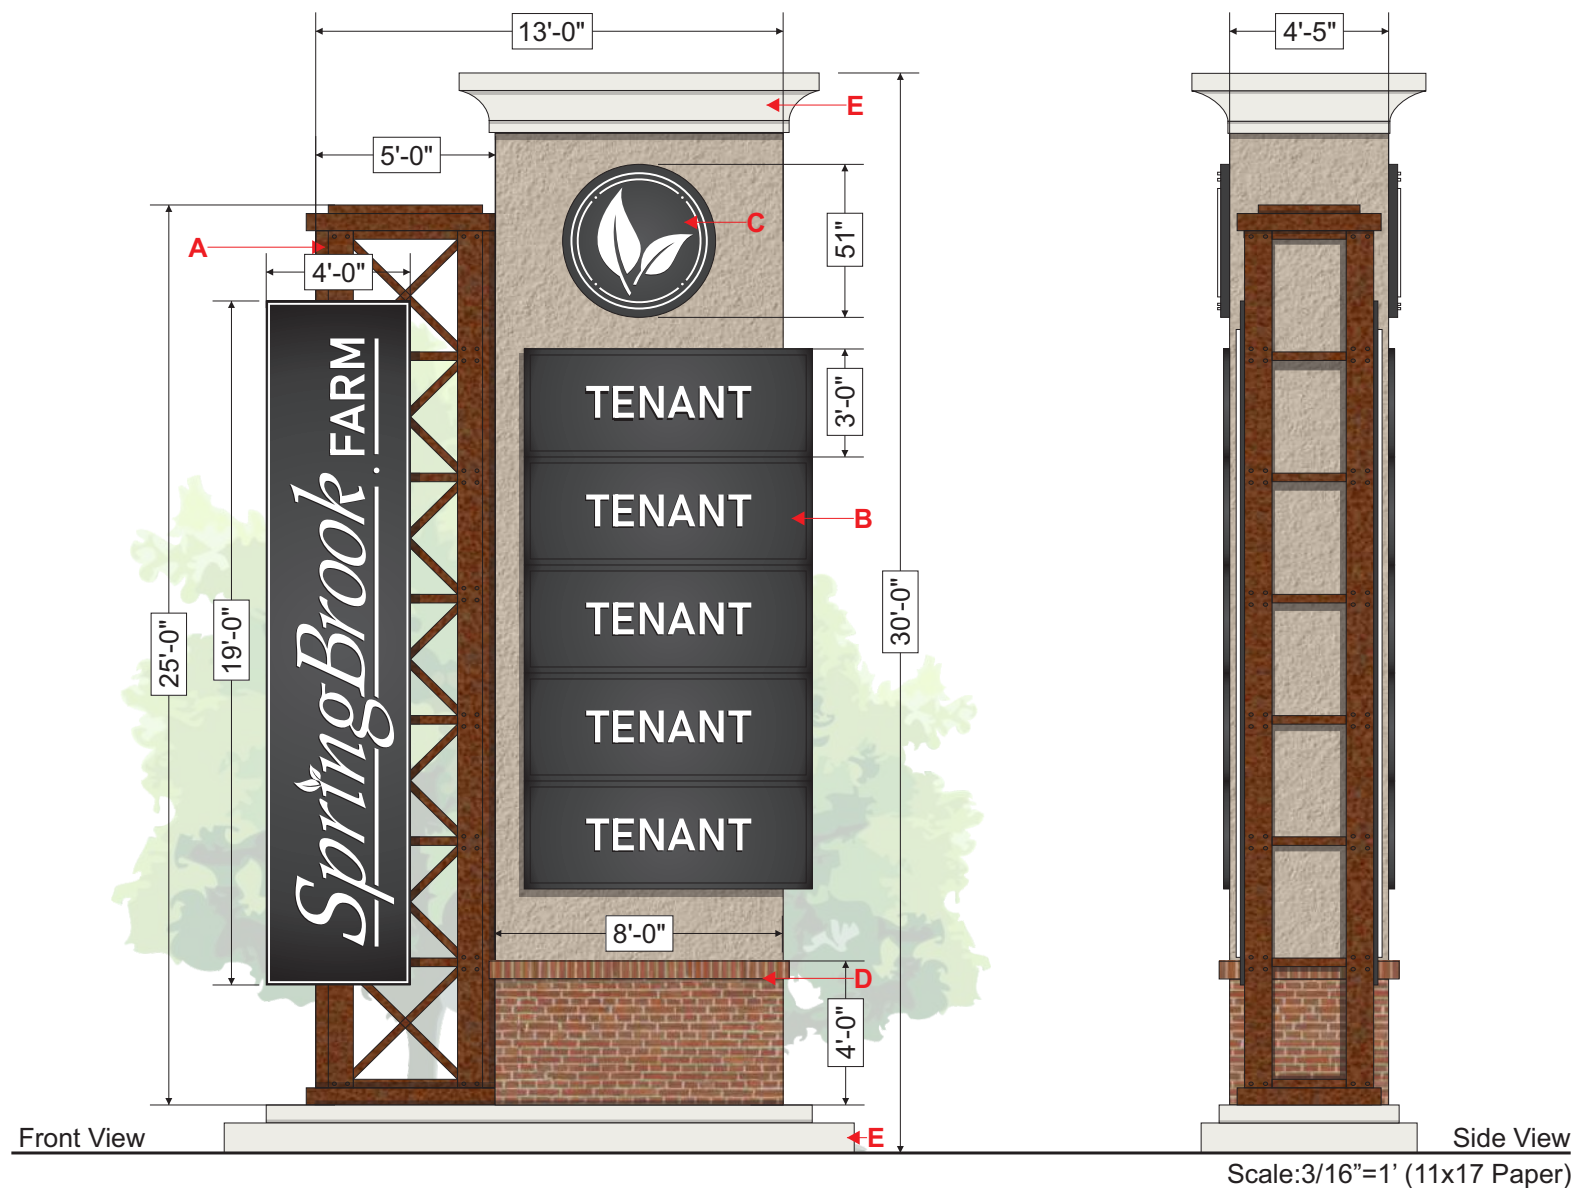 13'-0"
4'-5"
E
5'-0"
C
51"
A
4'-0"
SpringBrook FARM
TENANT
3'-0"
TENANT
B
TENANT
TENANT
TENANT
25'-0"
19'-0"
30'-0"
8'-0"
D
4'-0"
E
Front View
Side View
Scale:3/16”=1’ (11x17 Paper)